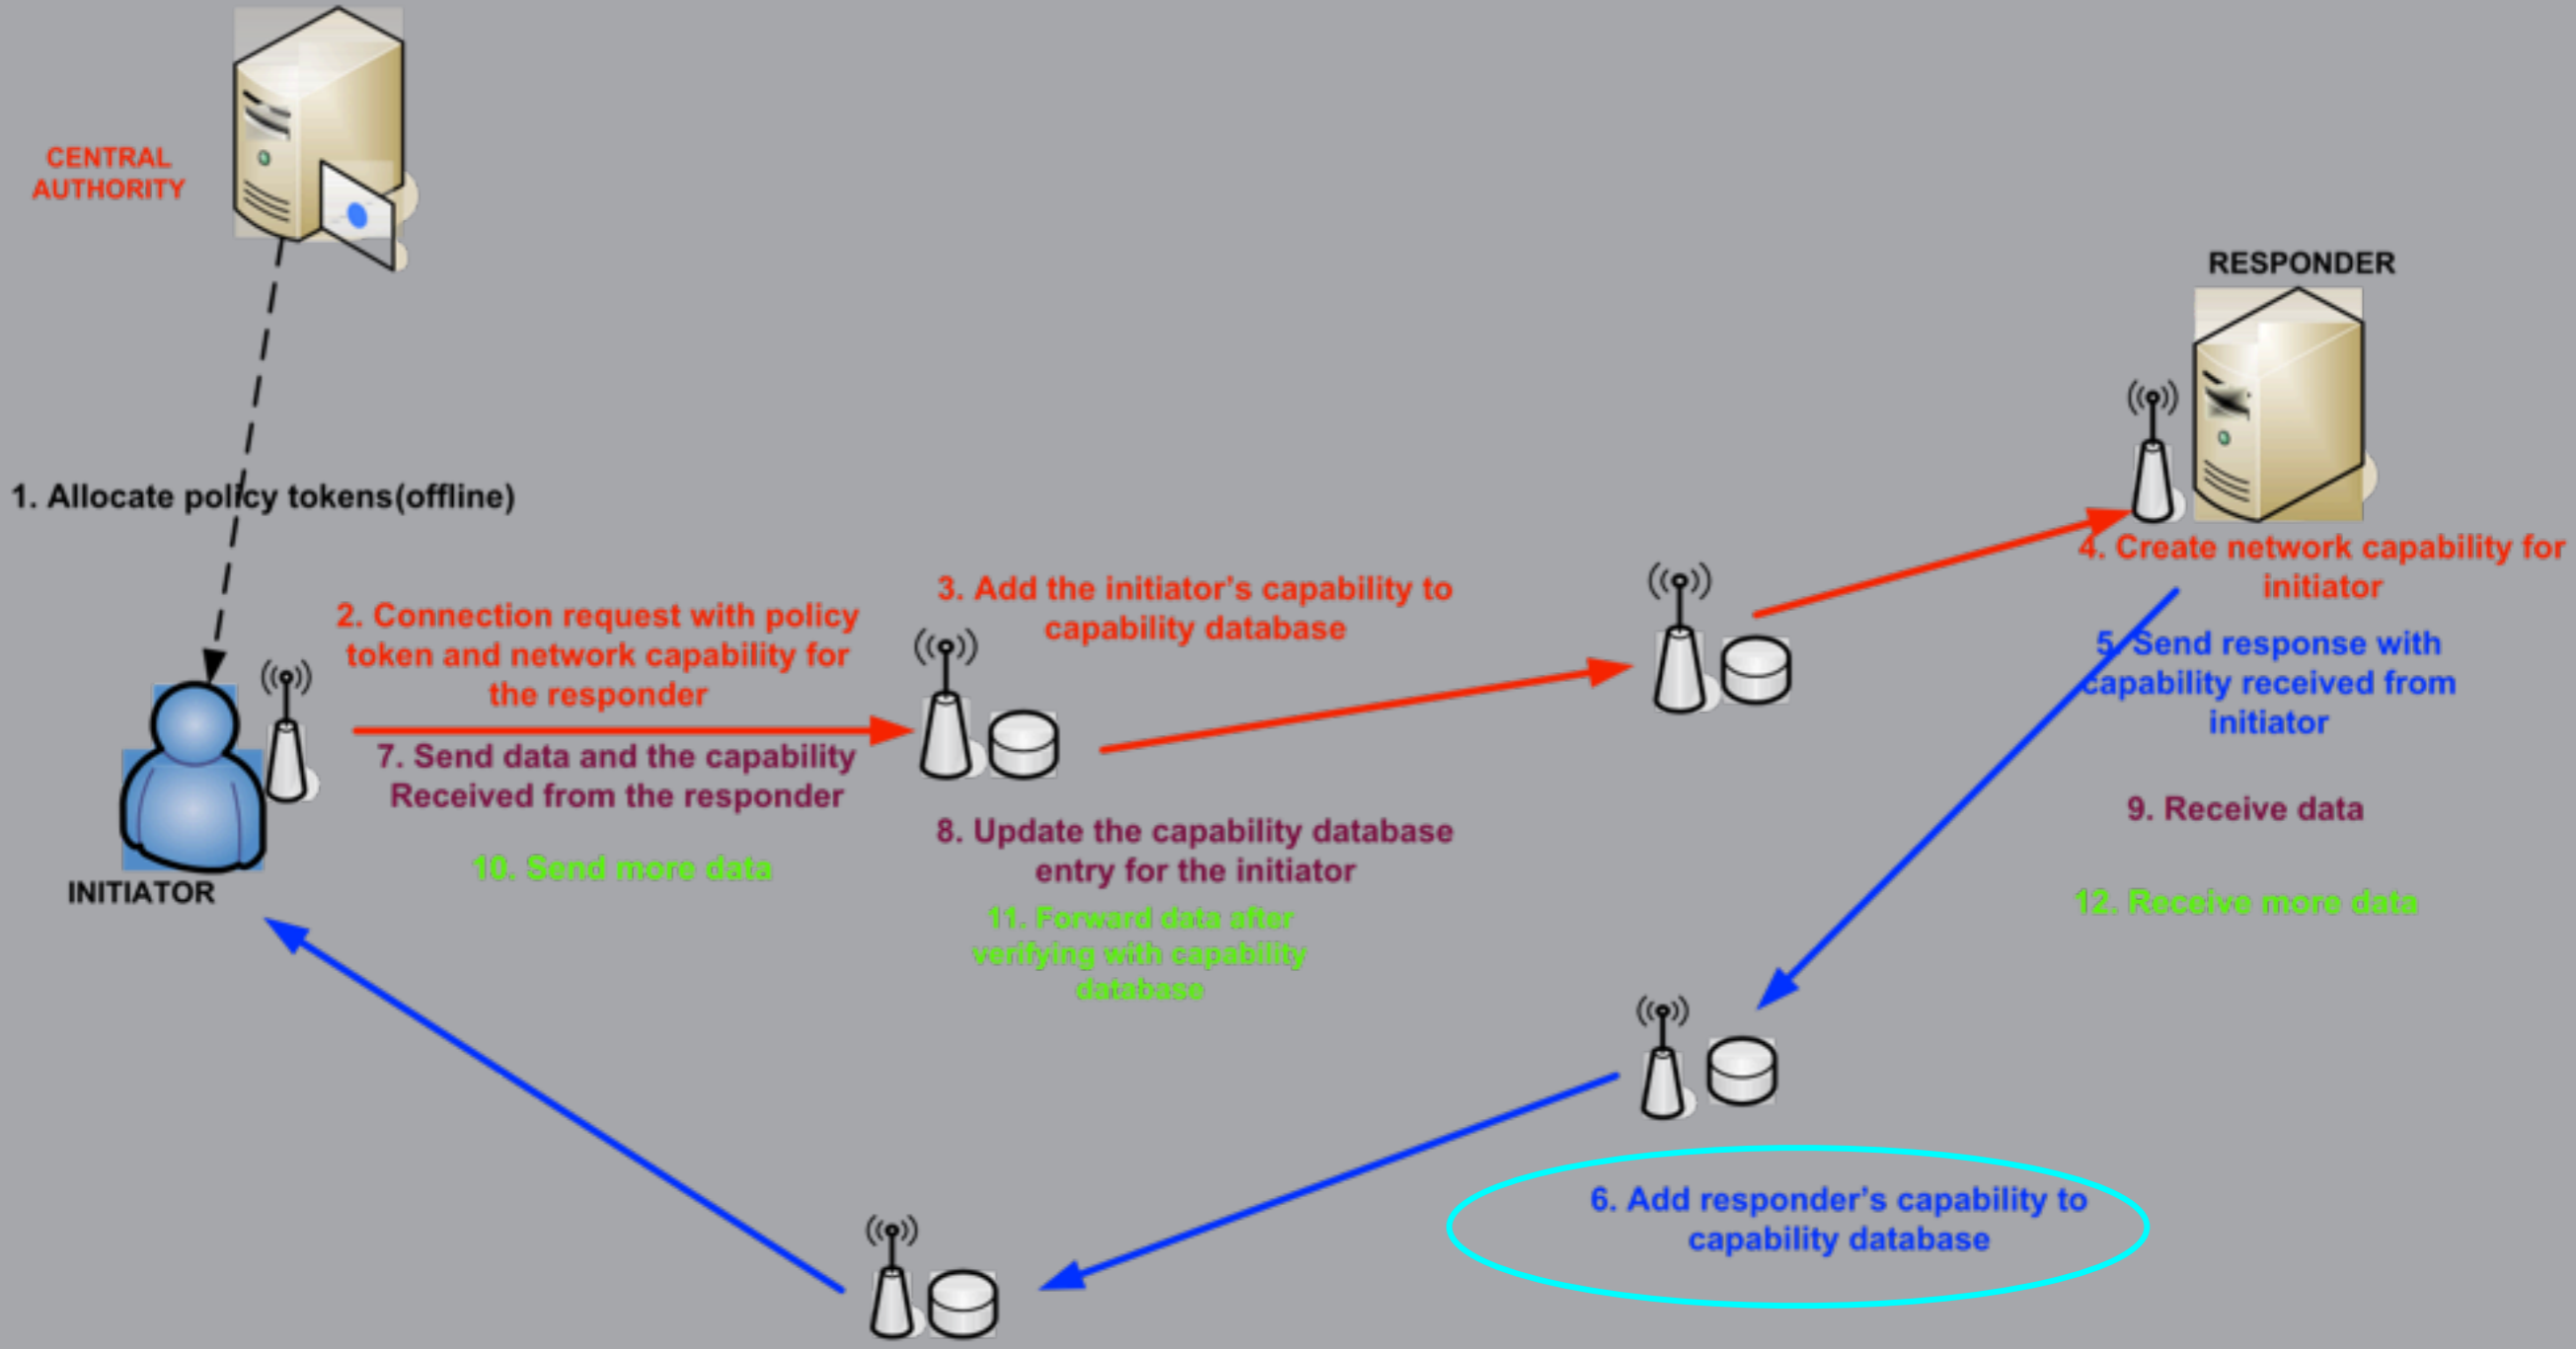 CENTRAL
AUTHORITY
RESPONDER
1. Allocate policy tokens(offline)
2. Connection request with policy
token and network capability for
the responder
3. Add the initiator's capability to
capability database
4. Create network capability for
initiator
5. Send response with
capability received from
initiator
7. Send data and the capability
Received from the responder
8. Update the capability database
entry for the initiator
9. Receive data
10. Send more data
INITIATOR
11. Forward data after
verifying with capability
database
12. Receive more data
6. Add responder's capability to
capability database